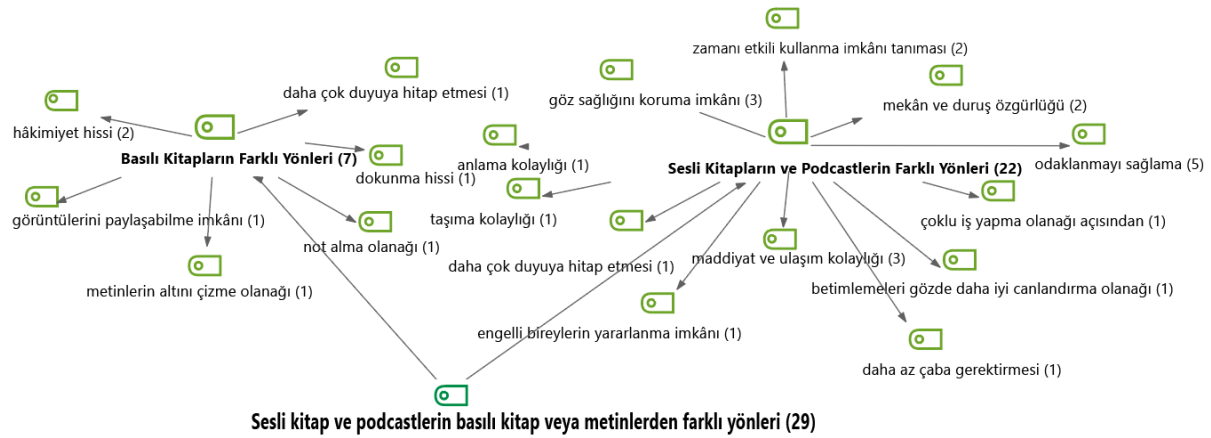 zamanı etkili kullanma imkânı tanıması (2)
daha çok duyuya hitap etmesi (1)
göz sağlığını koruma imkânı (3)
mekân ve duruş özgürlüğü (2)
hâkimiyet hissi (2)
Basılı Kitapların Farklı Yönleri (7)
anlama kolaylığı (1)
Sesli Kitapların ve Podcastlerin Farklı Yönleri (22)
odaklanmayı sağlama (5)
dokunma hissi (1)
görüntülerini paylaşabilme imkânı (1)
taşıma kolaylığı (1)
çoklu iş yapma olanağı açısından (1)
not alma olanağı (1)
daha çok duyuya hitap etmesi (1)
maddiyat ve ulaşım kolaylığı (3)
metinlerin altını çizme olanağı (1)
betimlemeleri gözde daha iyi canlandırma olanağı (1)
engelli bireylerin yararlanma imkânı (1)
daha az çaba gerektirmesi (1)
Sesli kitap ve podcastlerin basılı kitap veya metinlerden farklı yönleri (29)